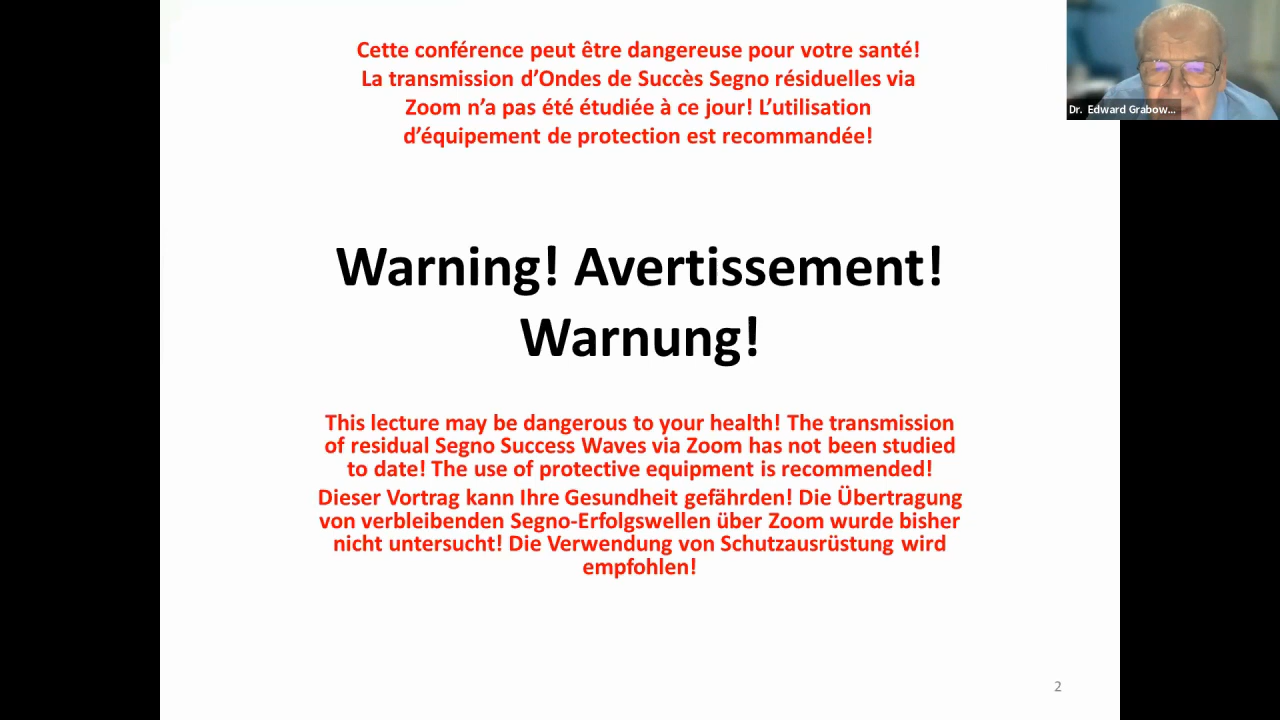 Cette conférence peut être dangereuse pour votre santé!
La transmission d’Ondes de Succès Segno résiduelles via
Zoom n’a pas été étudiée à ce jour! L’utilisation
d’équipement de protection est recommandée!
Dr. Edward Grabow...
Warning! Avertissement!
Warnung!
This lecture may be dangerous to your health! The transmission
of residual Segno Success Waves via Zoom has not been studied
to date! The use of protective equipment is recommended!
Dieser Vortrag kann Ihre Gesundheit gefährden! Die Übertragung
von verbleibenden Segno-Erfolgswellen über Zoom wurde bisher
nicht untersucht! Die Verwendung von Schutzausrüstung wird
empfohlen!
2